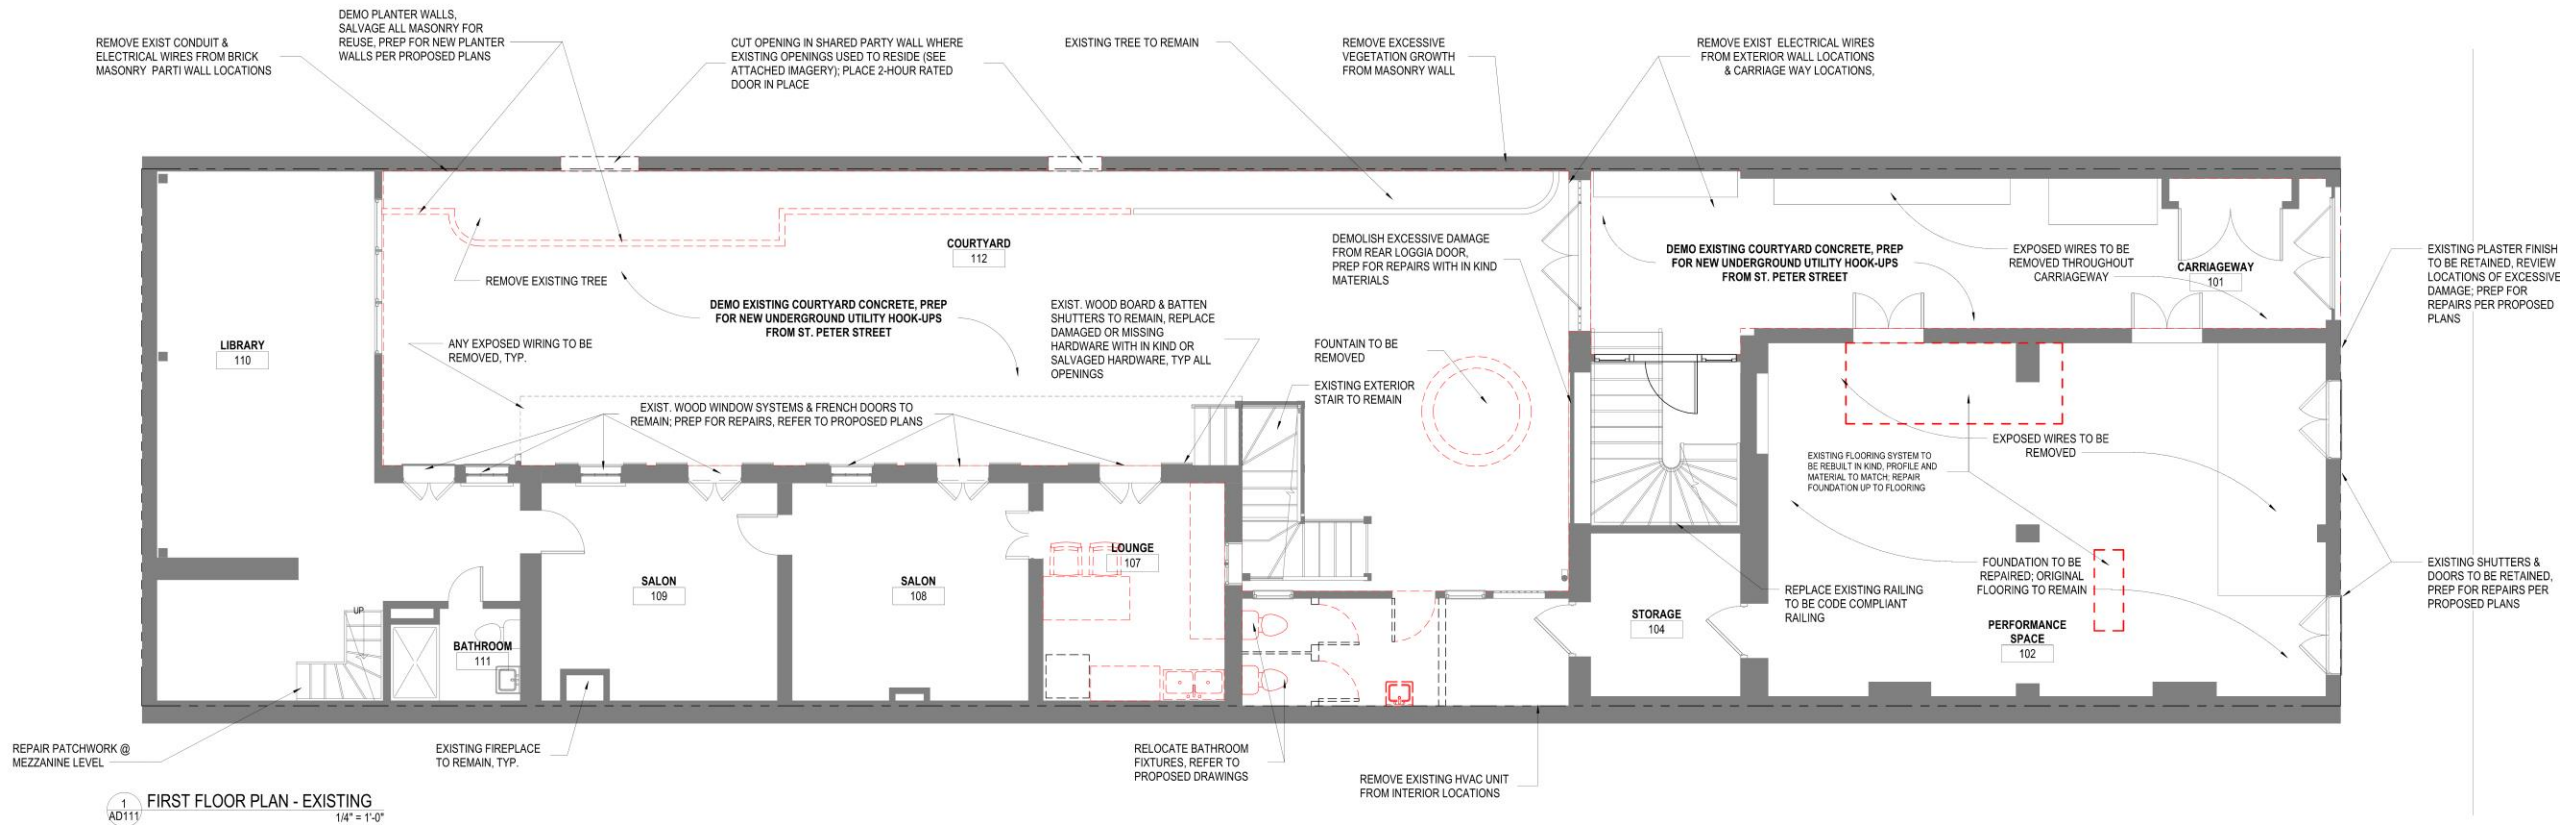 DEMO PLANTER WALLS,
SALVAGE ALL MASONRY FOR
REUSE, PREP FOR NEW PLANTER
WALLS PER PROPOSED PLANS
REMOVE EXIST CONDUIT &
ELECTRICAL WIRES FROM BRICK
MASONRY PARTI WALL LOCATIONS
CUT OPENING IN SHARED PARTY WALL WHERE
EXISTING OPENINGS USED TO RESIDE (SEE
ATTACHED IMAGERY); PLACE 2-HOUR RATED
DOOR IN PLACE
EXISTING TREE TO REMAIN
REMOVE EXCESSIVE
VEGETATION GROWTH
FROM MASONRY WALL
REMOVE EXIST ELECTRICAL WIRES
FROM EXTERIOR WALL LOCATIONS
& CARRIAGE WAY LOCATIONS,
COURTYARD
112
REMOVE EXISTING TREE
DEMO EXISTING COURTYARD CONCRETE, PREP
FOR NEW UNDERGROUND UTILITY HOOK-UPS
FROM ST. PETER STREET
DEMOLISH EXCESSIVE DAMAGE
FROM REAR LOGGIA DOOR,
PREP FOR REPAIRS WITH IN KIND
MATERIALS
DEMO EXISTING COURTYARD CONCRETE, PREP
FOR NEW UNDERGROUND UTILITY HOOK-UPS
FROM ST. PETER STREET
EXPOSED WIRES TO BE
REMOVED THROUGHOUT
CARRIAGEWAY
CARRIAGEWAY
101
EXISTING PLASTER FINISH
TO BE RETAINED, REVIEW
LOCATIONS OF EXCESSIVE
DAMAGE; PREP FOR
REPAIRS PER PROPOSED
PLANS
LIBRARY
110
ANY EXPOSED WIRING TO BE
REMOVED, TYP.
EXIST. WOOD BOARD & BATTEN
SHUTTERS TO REMAIN, REPLACE
DAMAGED OR MISSING
HARDWARE WITH IN KIND OR
SALVAGED HARDWARE, TYP ALL
OPENINGS
FOUNTAIN TO BE
REMOVED
EXISTING EXTERIOR
STAIR TO REMAIN
EXIST. WOOD WINDOW SYSTEMS & FRENCH DOORS TO
REMAIN; PREP FOR REPAIRS, REFER TO PROPOSED PLANS
EXPOSED WIRES TO BE
REMOVED
EXISTING FLOORING SYSTEM TO
BE REBUILT IN KIND, PROFILE AND
MATERIAL TO MATCH; REPAIR
FOUNDATION UP TO FLOORING
LOUNGE
107
SALON
109
SALON
108
FOUNDATION TO BE
REPAIRED; ORIGINAL
FLOORING TO REMAIN
EXISTING SHUTTERS &
DOORS TO BE RETAINED,
PREP FOR REPAIRS PER
PROPOSED PLANS
REPLACE EXISTING RAILING
TO BE CODE COMPLIANT
RAILING
STORAGE
104
UP
BATHROOM
111
PERFORMANCE
SPACE
102
REPAIR PATCHWORK @
MEZZANINE LEVEL
EXISTING FIREPLACE
TO REMAIN, TYP.
RELOCATE BATHROOM
FIXTURES, REFER TO
PROPOSED DRAWINGS
REMOVE EXISTING HVAC UNIT
FROM INTERIOR LOCATIONS
1
AD111
FIRST FLOOR PLAN - EXISTING
1/4" = 1'-0"